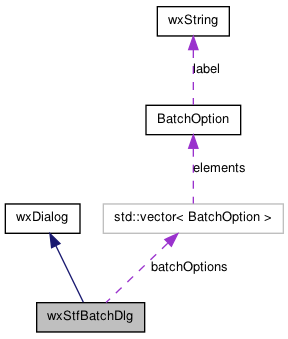 wxString
label
BatchOption
elements
wxDialog
std::vector< BatchOption >
batchOptions
wxStfBatchDlg